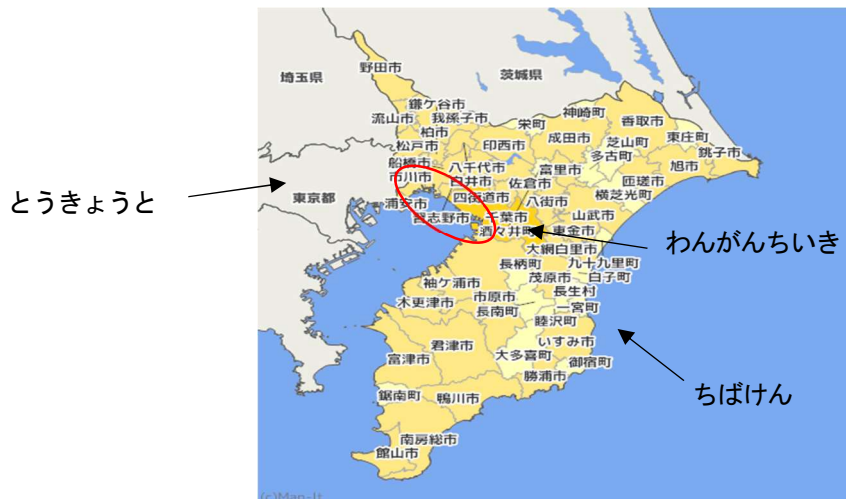 野田市
埼玉県
茨城県
鎌ケ谷市
神崎町
流山市
我孫子市
栄町
香取市
柏市
成田市
東庄町
松戸市
印西市
芝山町
銚子市
船橋市
八千代市
富里市
多古町
旭市
市川市
白井市
佐倉市
匝瑳市
とうきょうと
東京都
四街道市
八街市
横芝光町
浦安市
習志野市
千葉市
山武市
酒々井町
東金市
わんがんちいき
大網白里市
長柄町
九十九里町
袖ケ浦市
茂原市
白子町
木更津市
市原市
長生村
長南町
一宮町
睦沢町
君津市
いすみ市
富津市
大多喜町
御宿町
勝浦市
ちばけん
鋸南町
鴨川市
南房総市
館山市
(c)Map-It